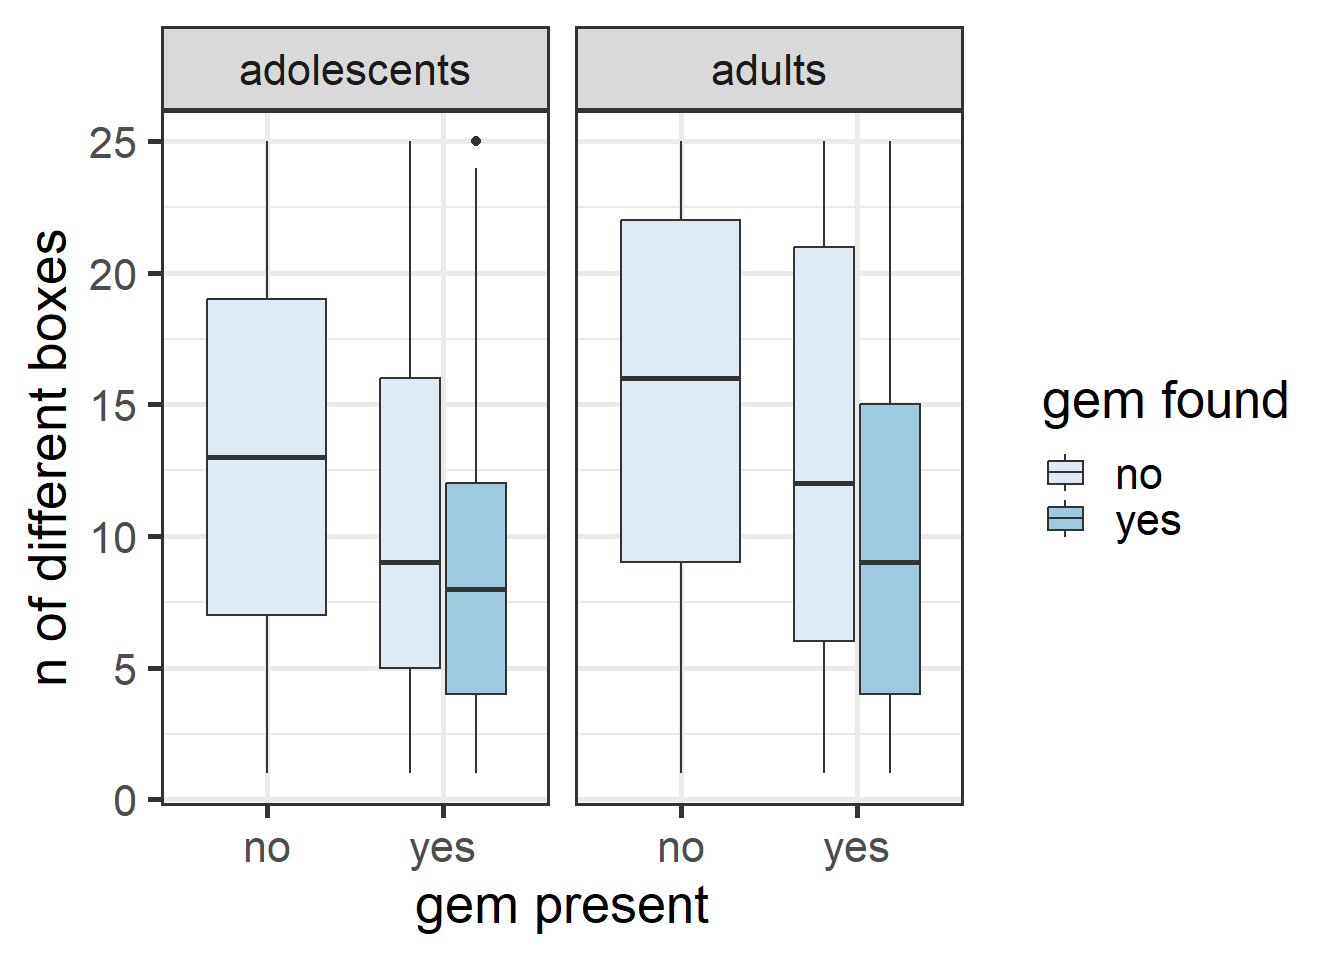 adolescents
adults
n of different boxes
25
20
15
10
5
0
no
yes
no
yes
gem present
gem found
no
yes